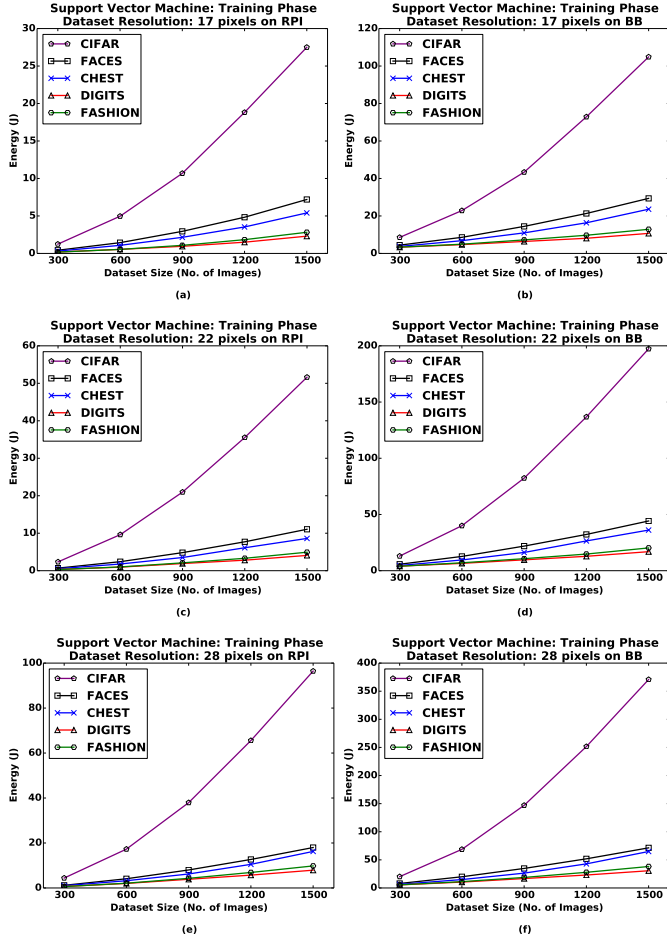 Support Vector Machine: Training Phase
Dataset Resolution: 17 pixels on RPI
30
25
20
15
10
5
0
Energy (J)
CIFAR
FACES
CHEST
DIGITS
FASHION
300 600 900 1200 1500
Dataset Size (No. of Images)
(a)
Support Vector Machine: Training Phase
Dataset Resolution: 17 pixels on BB
120
100
80
60
40
20
0
Energy (J)
CIFAR
FACES
CHEST
DIGITS
FASHION
300 600 900 1200 1500
Dataset Size (No. of Images)
(b)
Support Vector Machine: Training Phase
Dataset Resolution: 22 pixels on RPI
60
50
40
30
20
10
0
Energy (J)
CIFAR
FACES
CHEST
DIGITS
FASHION
300 600 900 1200 1500
Dataset Size (No. of Images)
(c)
Support Vector Machine: Training Phase
Dataset Resolution: 22 pixels on BB
200
150
100
50
0
Energy (J)
CIFAR
FACES
CHEST
DIGITS
FASHION
300 600 900 1200 1500
Dataset Size (No. of Images)
(d)
Support Vector Machine: Training Phase
Dataset Resolution: 28 pixels on RPI
100
80
60
40
20
0
Energy (J)
CIFAR
FACES
CHEST
DIGITS
FASHION
300 600 900 1200 1500
Dataset Size (No. of Images)
(e)
Support Vector Machine: Training Phase
Dataset Resolution: 28 pixels on BB
400
350
300
250
200
150
100
50
0
Energy (J)
CIFAR
FACES
CHEST
DIGITS
FASHION
300 600 900 1200 1500
Dataset Size (No. of Images)
(f)